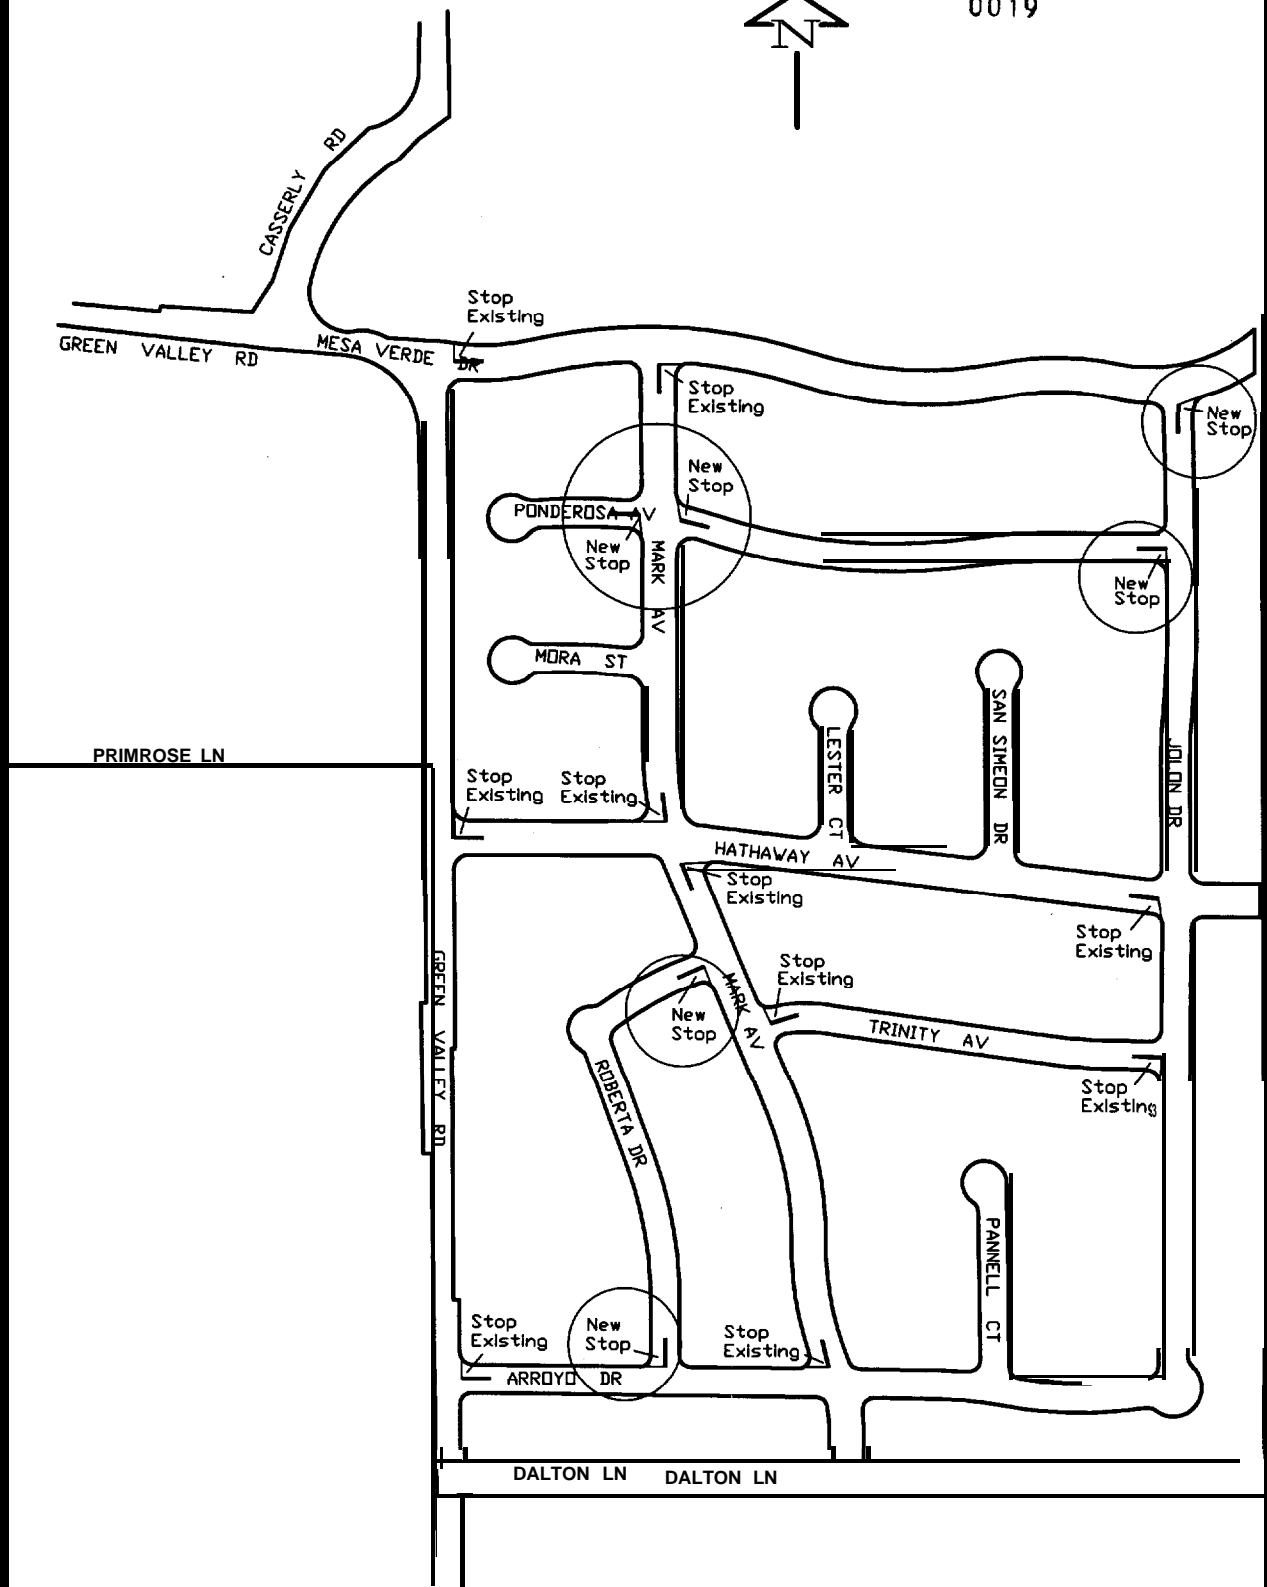 0019
N
CASSERLY RD
Stop
Existing
GREEN VALLEY RD
MESA VERDE DR
Stop
Existing
New
Stop
New
Stop
PONDEROSA AV
New
Stop
MARK AV
New
Stop
MORA ST
SAN SIMEON DR
LESTER CT
JOLON DR
PRIMROSE LN
Stop
Existing
Stop
Existing
HATHAWAY AV
Stop
Existing
Stop
Existing
GREEN VALLEY RD
Stop
Existing
MARK AV
New
Stop
TRINITY AV
ROBERTA DR
Stop
Existing
PANNELL CT
Stop
Existing
New
Stop
Stop
Existing
ARROYO DR
DALTON LN
DALTON LN